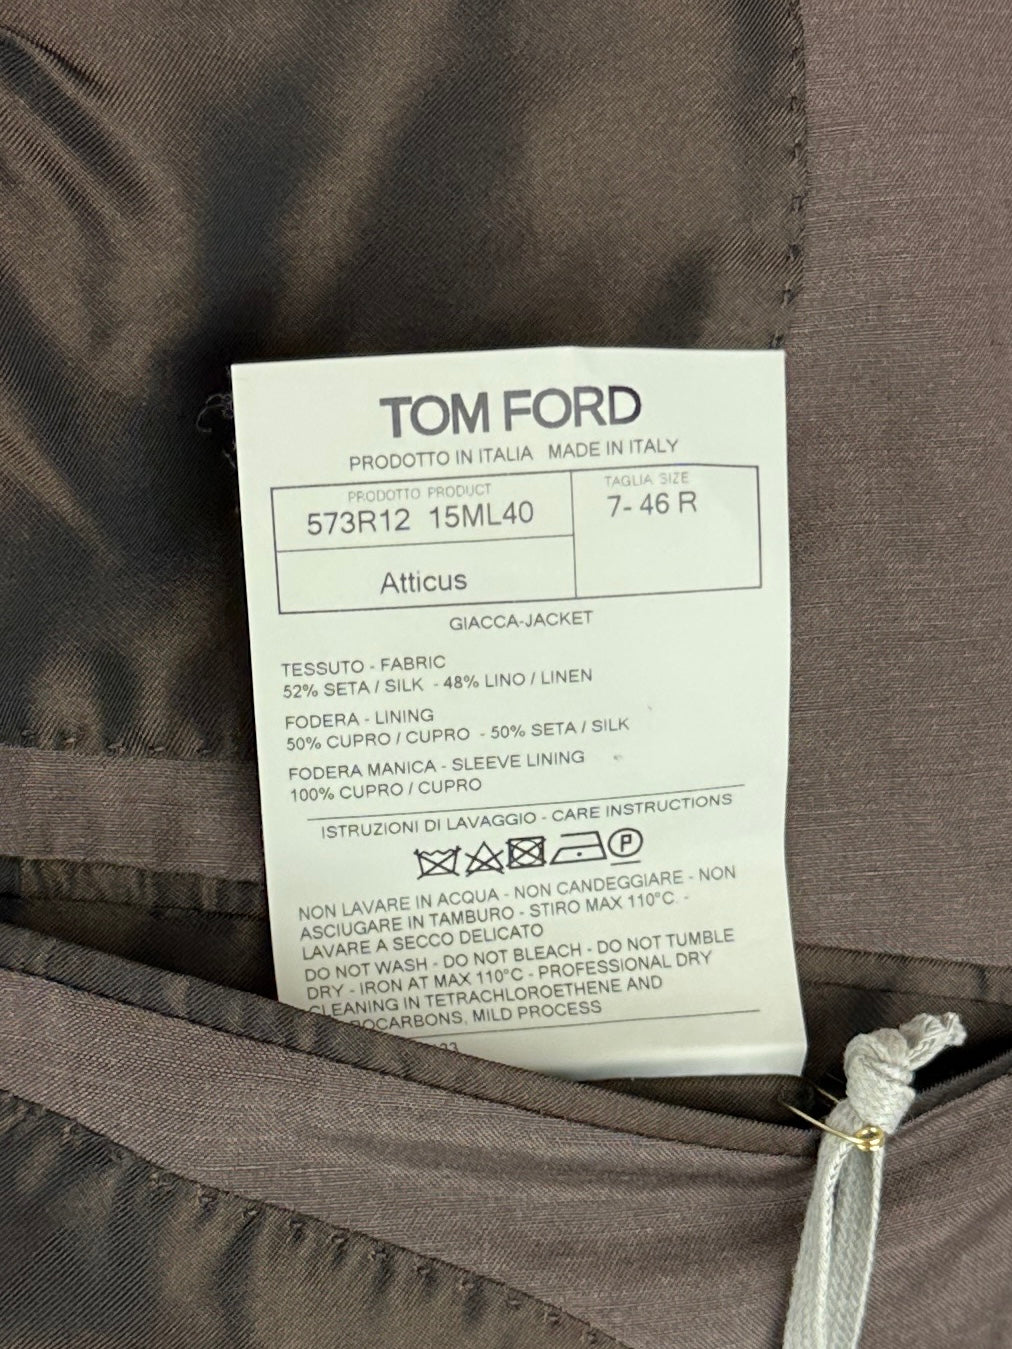 TOM FORD
PRODOTTO IN ITALIA MADE IN ITALY
PRODOTTO PRODUCT
573R12 15ML40
TAGLIA SIZE
7- 46 R
Atticus
GIACCA-JACKET
TESSUTO - FABRIC
52% SETA / SILK - 48% LINO / LINEN
FODERA - LINING
50% CUPRO / CUPRO - 50% SETA / SILK
FODERA MANICA - SLEEVE LINING
100% CUPRO / CUPRO
ISTRUZIONI DI LAVAGGIO - CARE INSTRUCTIONS
P
NON LAVARE IN ACQUA - NON CANDEGGIARE - NON
ASCIUGARE IN TAMBURO - STIRO MAX 110°C -
LAVARE A SECCO DELICATO
DO NOT WASH - DO NOT BLEACH - DO NOT TUMBLE
DRY - IRON AT MAX 110°C - PROFESSIONAL DRY
CLEANING IN TETRACHLOROETHENE AND
MILD PROCESS